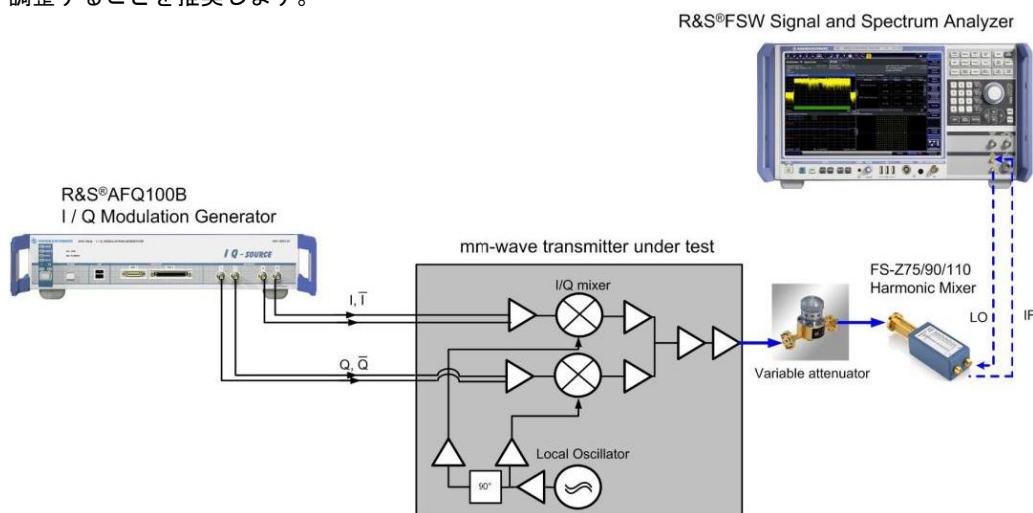 調整することを推奨します。
R&S®FSW Signal and Spectrum Analyzer
R&S®AFQ100B
I / Q Modulation Generator
I Q - SOURCE
mm-wave transmitter under test
I/Q mixer
I, I̅
Q, Q̅
Local Oscillator
90°
Variable attenuator
FS-Z75/90/110
Harmonic Mixer
LO
IF